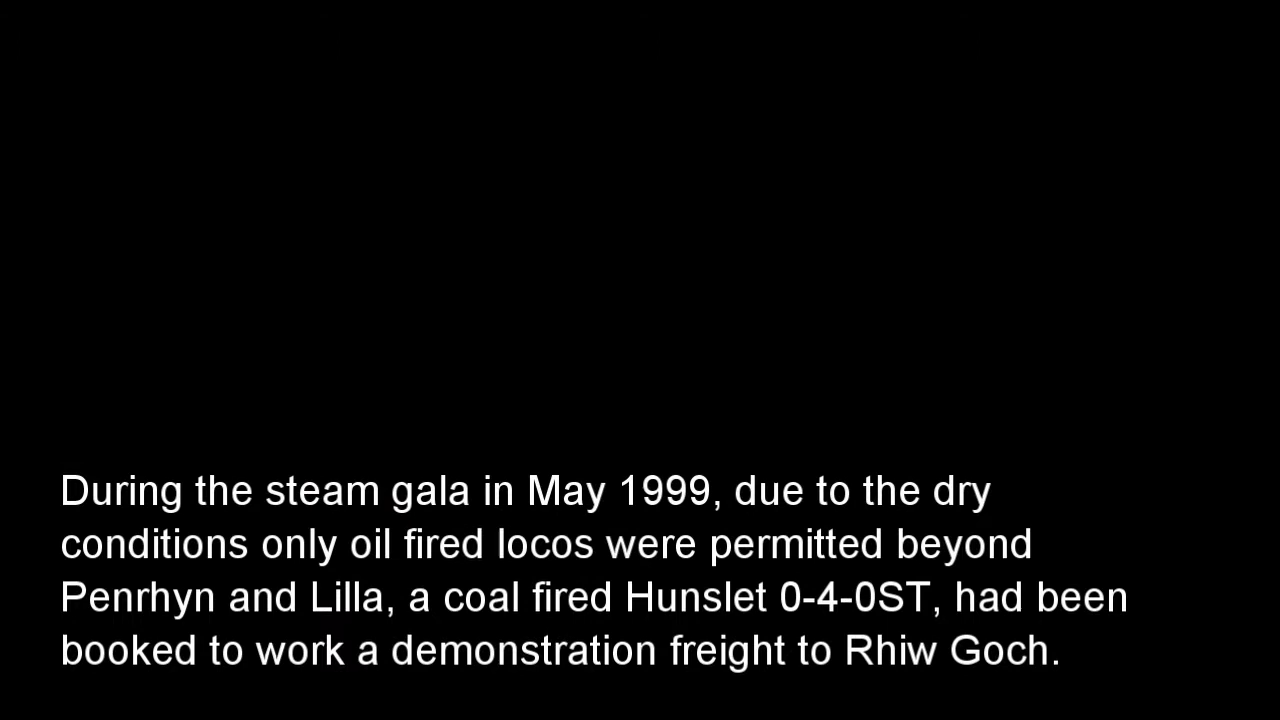 During the steam gala in May 1999, due to the dry
conditions only oil fired locos were permitted beyond
Penrhyn and Lilla, a coal fired Hunslet 0-4-0ST, had been
booked to work a demonstration freight to Rhiw Goch.